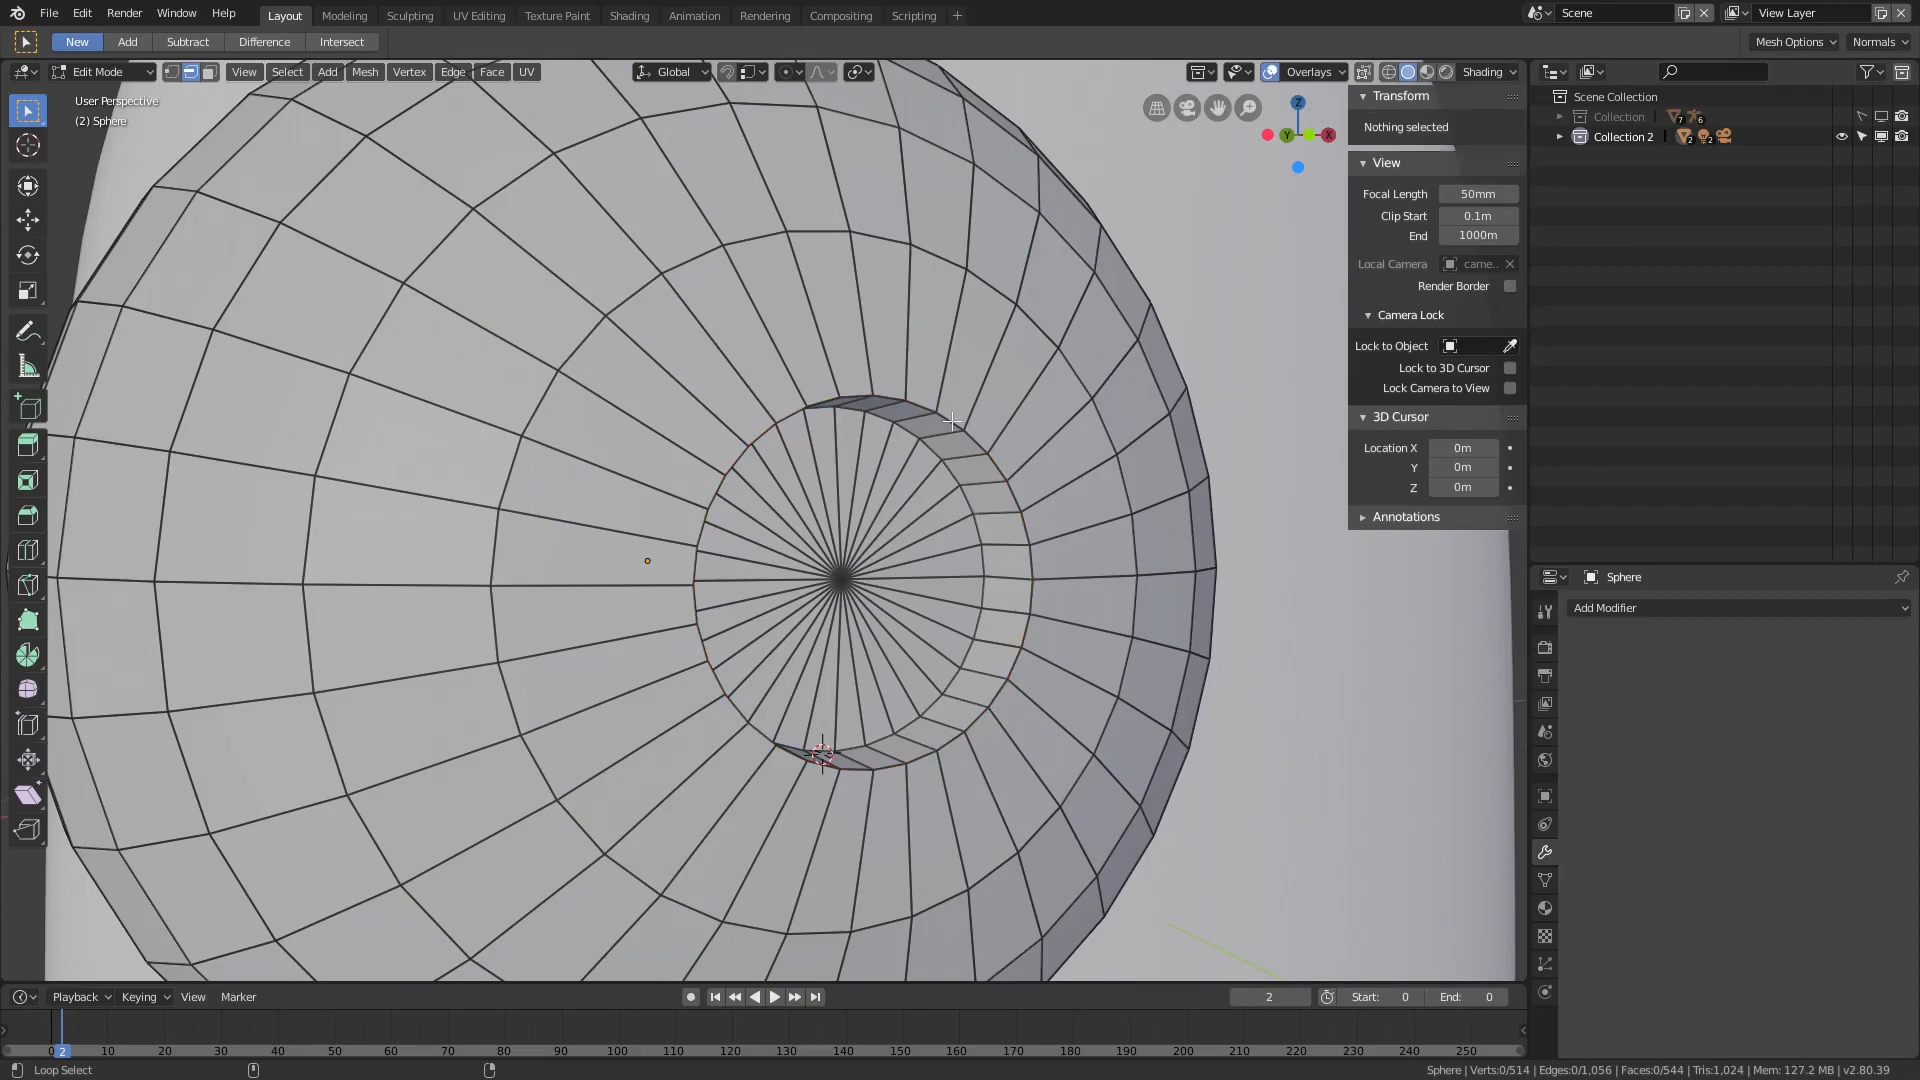 File Edit Render Window Help Layout Modeling Sculpting UV Editing Texture Paint Shading Animation Rendering Compositing Scripting + Scene View Layer
New Add Subtract Difference Intersect Mesh Options Normals
Edit Mode View Select Add Mesh Vertex Edge Face UV Global Overlays Shading
User Perspective
(2) Sphere
Z
Y X
Transform
Nothing selected
View
Focal Length 50mm
Clip Start 0.1m
End 1000m
Local Camera came..
Render Border
Camera Lock
Lock to Object
Lock to 3D Cursor
Lock Camera to View
3D Cursor
Location X 0m
Y 0m
Z 0m
Annotations
Scene Collection
Collection 7 6
Collection 2 2 2
Sphere
Add Modifier
Playback Keying View Marker 2 Start: 0 End: 0
0 2 10 20 30 40 50 60 70 80 90 100 110 120 130 140 150 160 170 180 190 200 210 220 230 240 250
Loop Select Sphere | Verts:0/514 | Edges:0/1,056 | Faces:0/544 | Tris:1,024 | Mem: 127.2 MB | v2.80.39